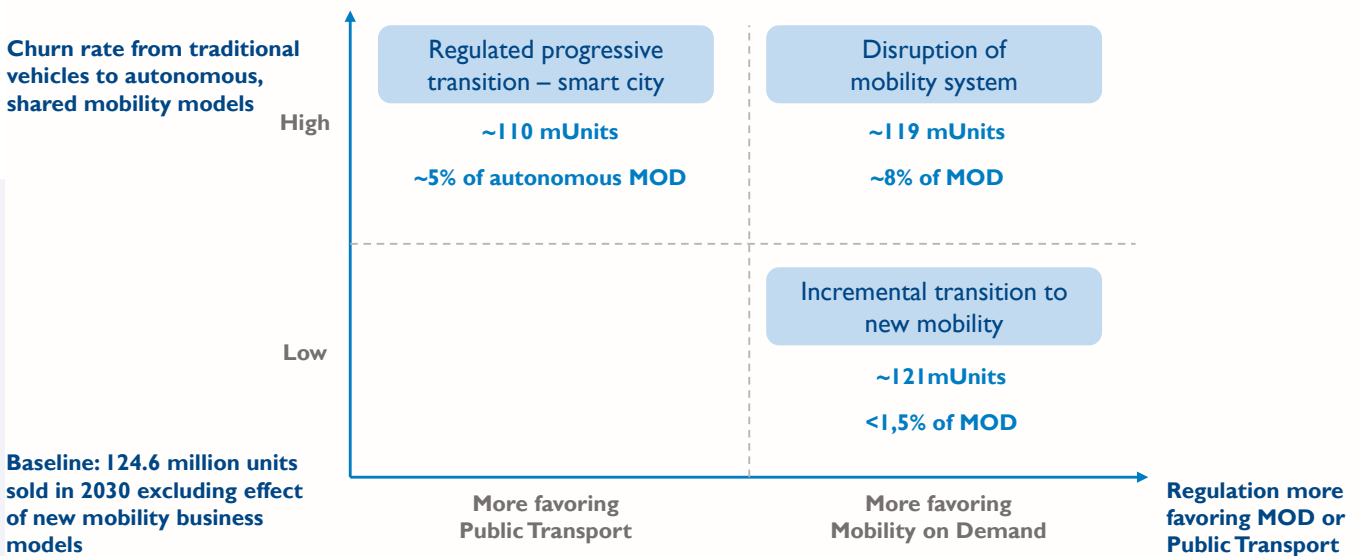 Churn rate from traditional
vehicles to autonomous,
shared mobility models
High
Regulated progressive
transition – smart city
~110 mUnits
~5% of autonomous MOD
Disruption of
mobility system
~119 mUnits
~8% of MOD
Low
Incremental transition to
new mobility
~121mUnits
<1,5% of MOD
Baseline: 124.6 million units
sold in 2030 excluding effect
of new mobility business
models
More favoring
Public Transport
More favoring
Mobility on Demand
Regulation more
favoring MOD or
Public Transport